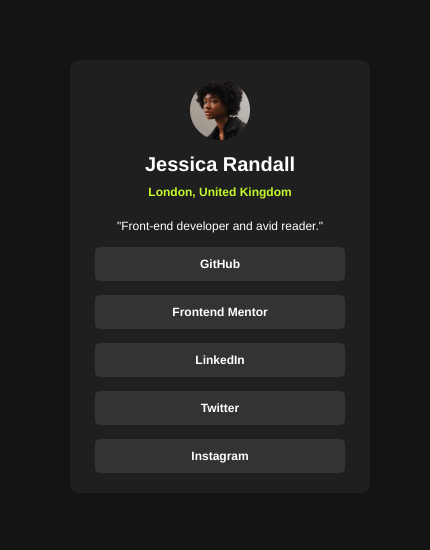 Jessica Randall
London, United Kingdom
"Front-end developer and avid reader."
GitHub
Frontend Mentor
LinkedIn
Twitter
Instagram